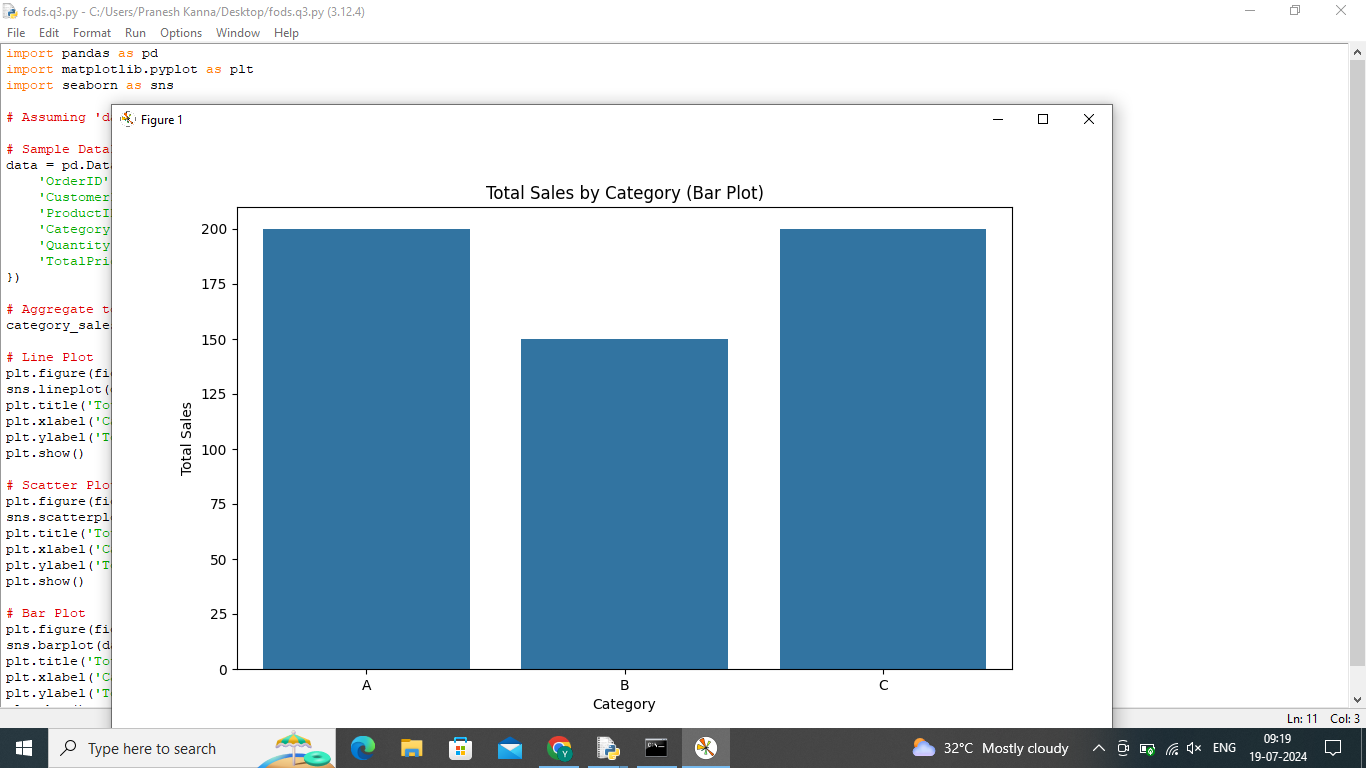 fods.q3.py - C:/Users/Pranesh Kanna/Desktop/fods.q3.py (3.12.4)
File Edit Format Run Options Window Help
import pandas as pd
import matplotlib.pyplot as plt
import seaborn as sns
# Assuming 'd
# Sample Data
data = pd.Dat
'OrderID'
'Customer
'ProductI
'Category
'Quantity
'TotalPri
})
# Aggregate t
category_sale
# Line Plot
plt.figure(fi
sns.lineplot(
plt.title('To
plt.xlabel('C
plt.ylabel('T
plt.show()
# Scatter Plo
plt.figure(fi
sns.scatterpl
plt.title('To
plt.xlabel('C
plt.ylabel('T
plt.show()
# Bar Plot
plt.figure(fi
sns.barplot(d
plt.title('To
plt.xlabel('C
plt.ylabel('T
Figure 1
Total Sales by Category (Bar Plot)
200
175
150
125
100
75
50
25
0
Total Sales
A B C
Category
Ln: 11 Col: 3
Type here to search
32°C Mostly cloudy
ENG
09:19
19-07-2024